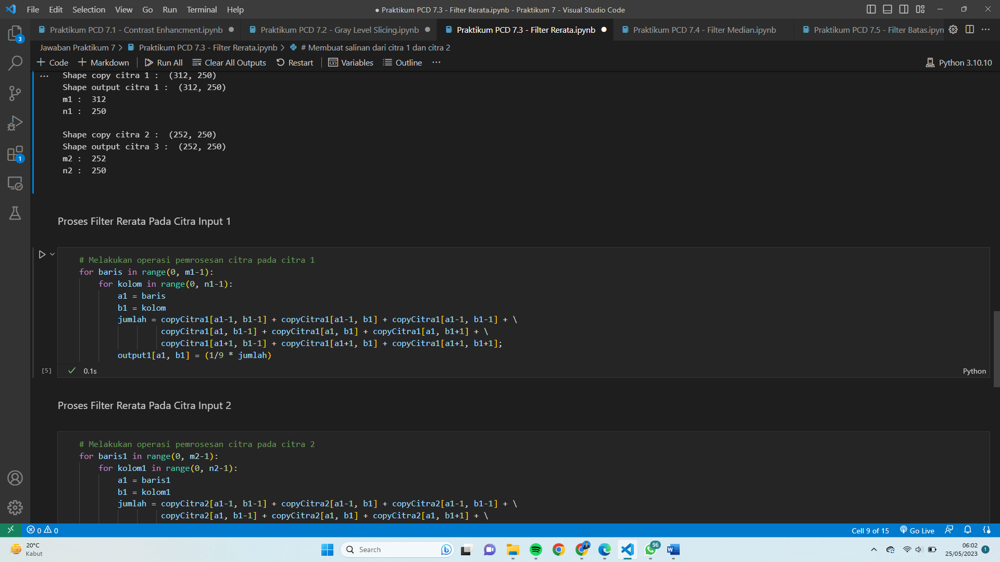 File Edit Selection View Go Run Terminal Help
● Praktikum PCD 7.3 - Filter Rerata.ipynb - Praktikum 7 - Visual Studio Code
Praktikum PCD 7.1 - Contrast Enhancment.ipynb ● Praktikum PCD 7.2 - Gray Level Slicing.ipynb ● Praktikum PCD 7.3 - Filter Rerata.ipynb ● Praktikum PCD 7.4 - Filter Median.ipynb Praktikum PCD 7.5 - Filter Batas.ipyn
Jawaban Praktikum 7 > Praktikum PCD 7.3 - Filter Rerata.ipynb > # Membuat salinan dari citra 1 dan citra 2
+ Code + Markdown | Run All Clear All Outputs Restart | Variables Outline ... Python 3.10.10
Shape copy citra 1 :  (312, 250)
Shape output citra 1 :  (312, 250)
m1 :  312
n1 :  250
Shape copy citra 2 :  (252, 250)
Shape output citra 3 :  (252, 250)
m2 :  252
n2 :  250
Proses Filter Rerata Pada Citra Input 1
# Melakukan operasi pemrosesan citra pada citra 1
for baris in range(0, m1-1):
    for kolom in range(0, n1-1):
        a1 = baris
        b1 = kolom
        jumlah = copyCitra1[a1-1, b1-1] + copyCitra1[a1-1, b1] + copyCitra1[a1-1, b1-1] + \
                 copyCitra1[a1, b1-1] + copyCitra1[a1, b1] + copyCitra1[a1, b1+1] + \
                 copyCitra1[a1+1, b1-1] + copyCitra1[a1+1, b1] + copyCitra1[a1+1, b1+1];
        output1[a1, b1] = (1/9 * jumlah)
[5] ✓ 0.1s Python
Proses Filter Rerata Pada Citra Input 2
# Melakukan operasi pemrosesan citra pada citra 2
for baris1 in range(0, m2-1):
    for kolom1 in range(0, n2-1):
        a1 = baris1
        b1 = kolom1
        jumlah = copyCitra2[a1-1, b1-1] + copyCitra2[a1-1, b1] + copyCitra2[a1-1, b1-1] + \
                 copyCitra2[a1, b1-1] + copyCitra2[a1, b1] + copyCitra2[a1, b1+1] + \
3
1
0 0 Cell 9 of 15 Go Live
20°C
Kabut
Search
96
06:02
25/05/2023
1